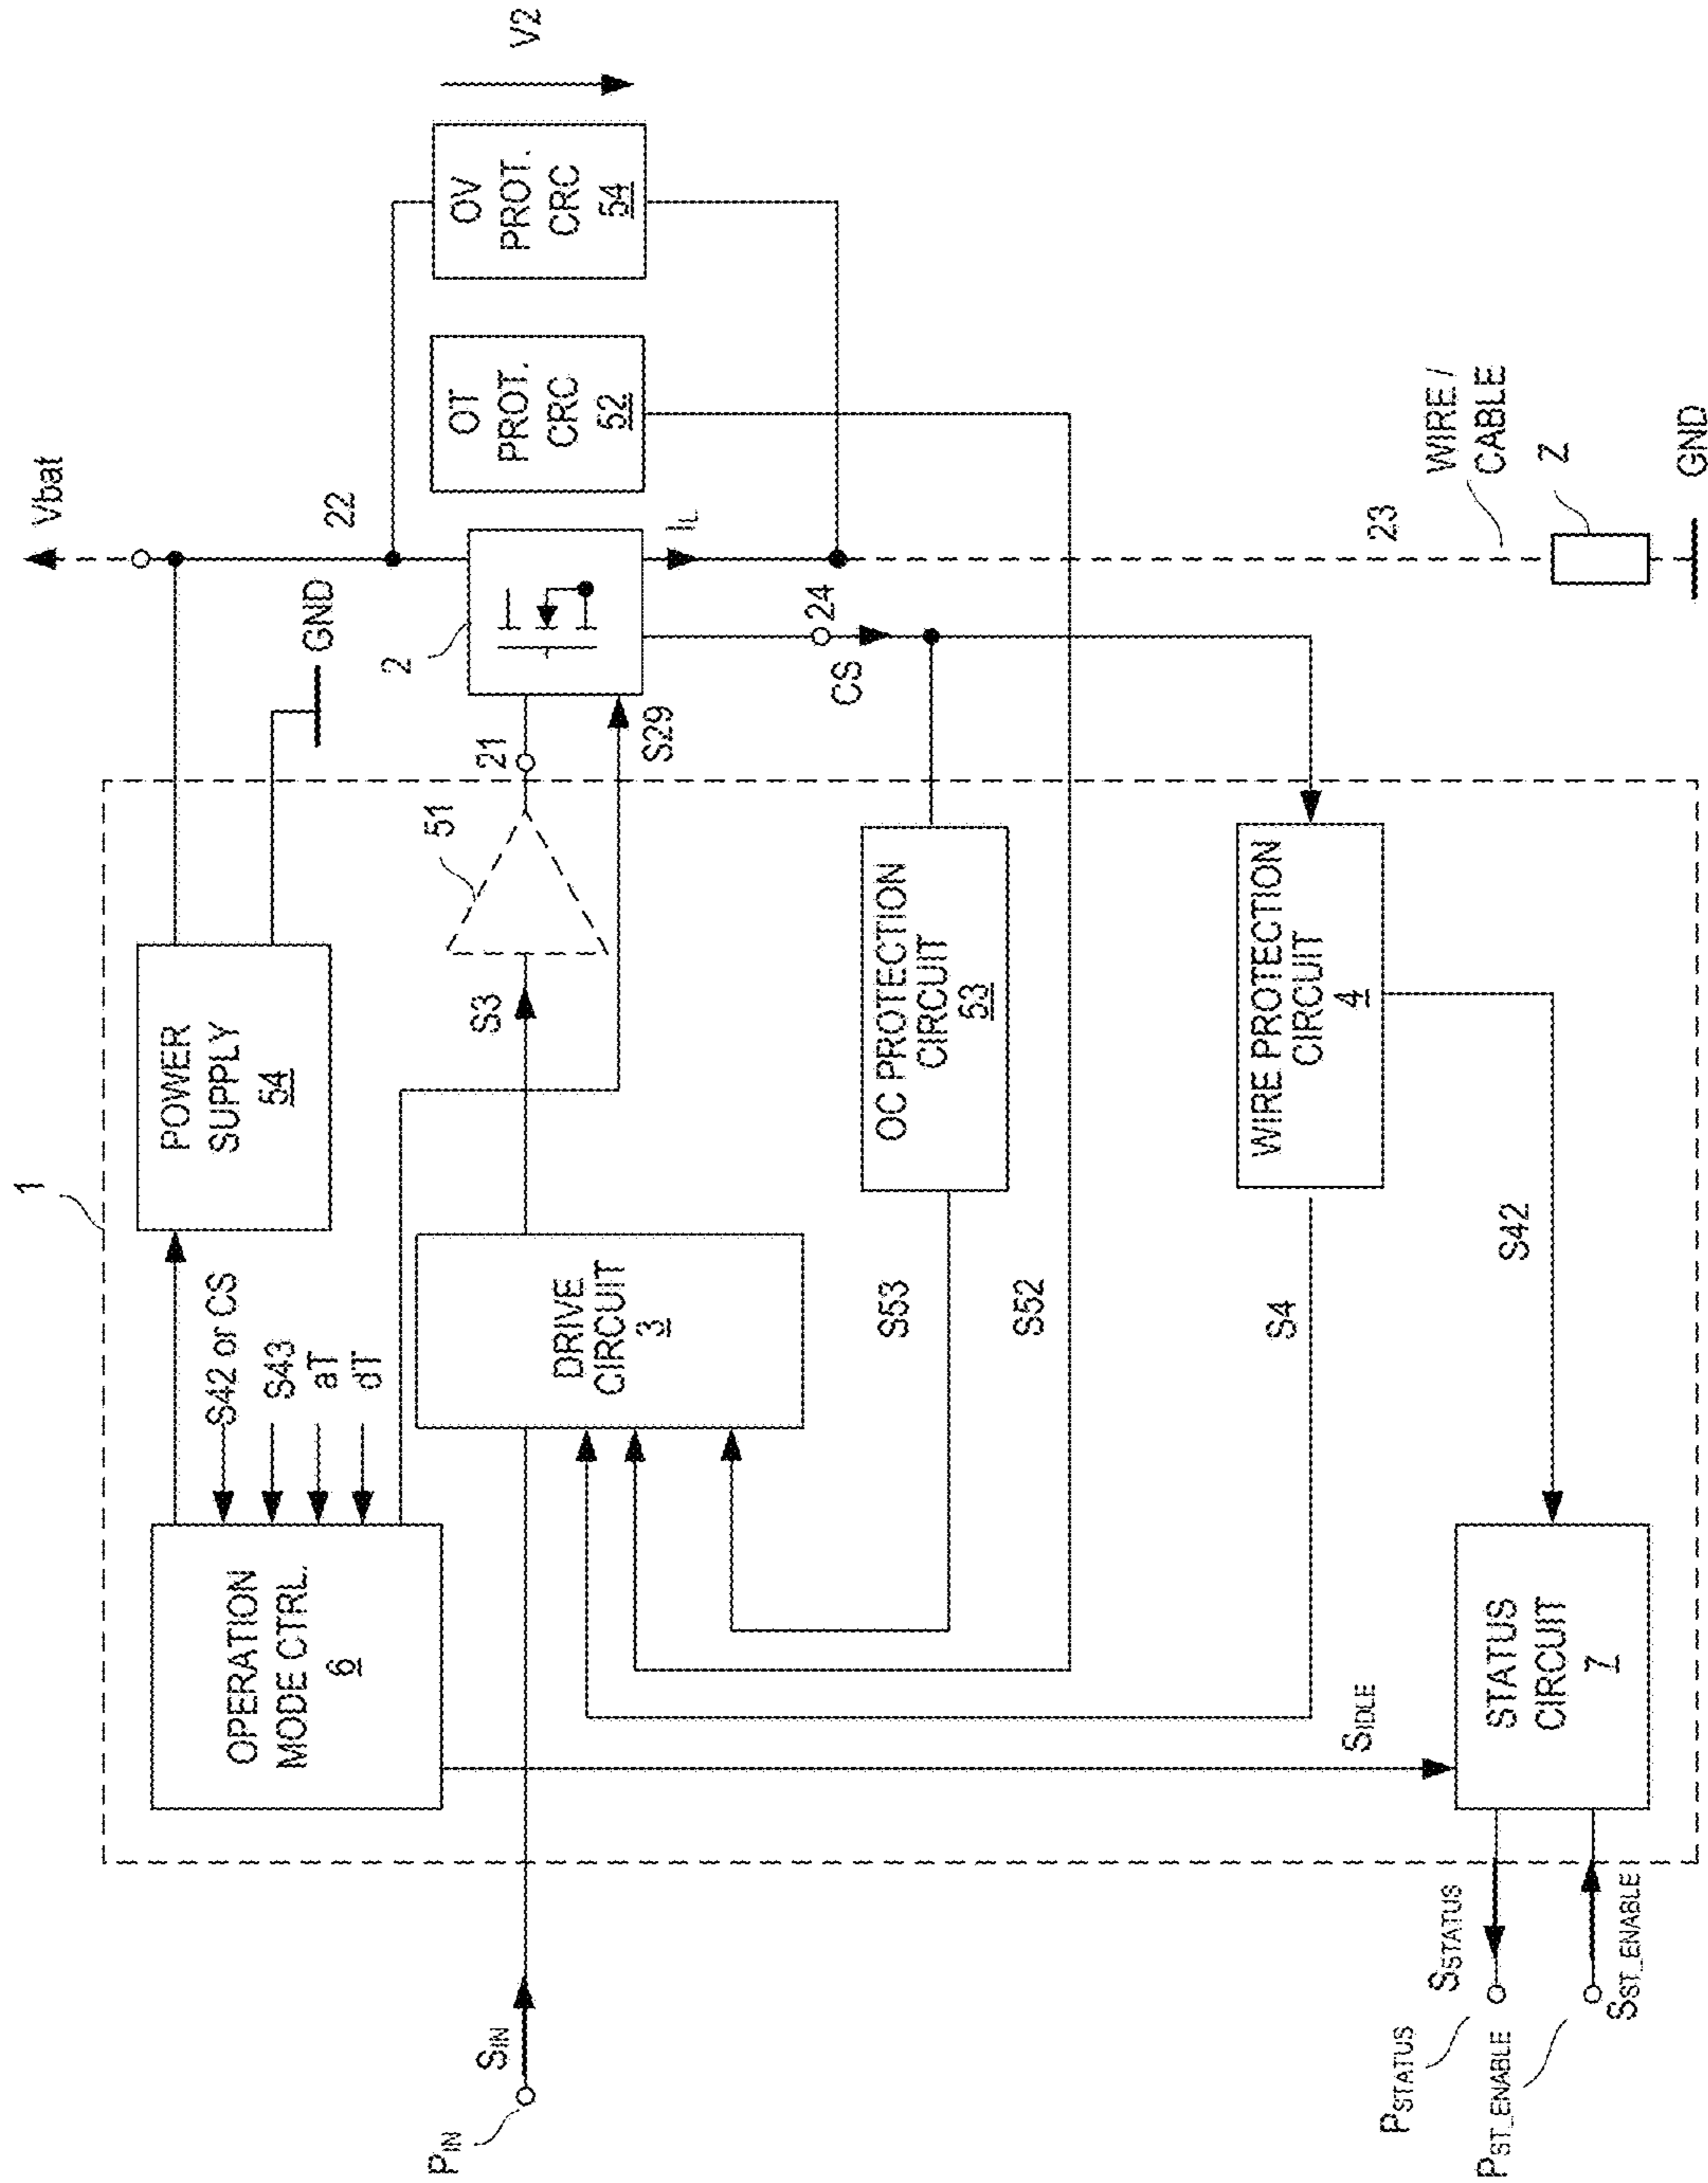 1
Vbat
POWER
SUPPLY
54
GND
22
OPERATION
MODE CTRL.
6
S42 or CS
S43
aT
dT
2
V2
OT
PROT.
CRC
52
OV
PROT.
CRC
54
PIN
SIN
DRIVE
CIRCUIT
3
S3
51
21
S29
IL
24
CS
OC PROTECTION
CIRCUIT
53
S53
S52
WIRE PROTECTION
CIRCUIT
4
S4
S42
SIDLE
23
WIRE /
CABLE
Z
GND
STATUS
CIRCUIT
7
PSTATUS
SSTATUS
PST_ENABLE
SST_ENABLE